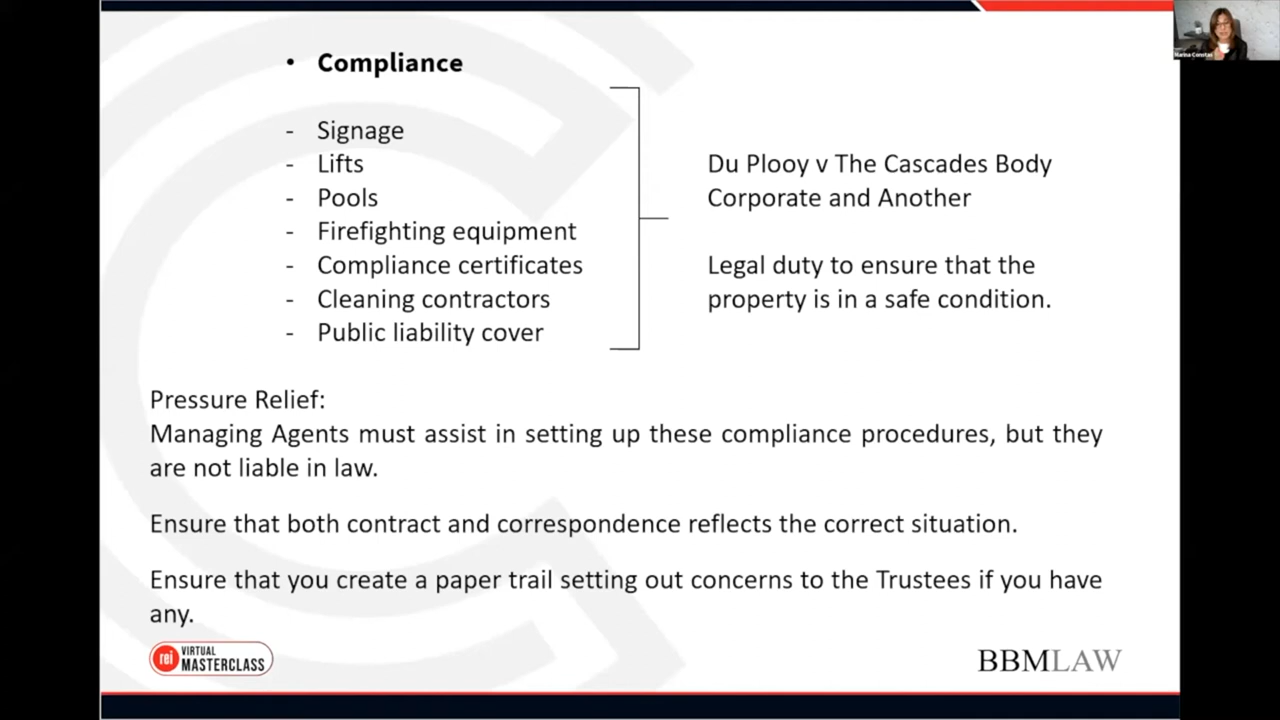 • Compliance
- Signage
- Lifts
- Pools
- Firefighting equipment
- Compliance certificates
- Cleaning contractors
- Public liability cover
Du Plooy v The Cascades Body
Corporate and Another
Legal duty to ensure that the
property is in a safe condition.
Pressure Relief:
Managing Agents must assist in setting up these compliance procedures, but they
are not liable in law.
Ensure that both contract and correspondence reflects the correct situation.
Ensure that you create a paper trail setting out concerns to the Trustees if you have
any.
rei
VIRTUAL
MASTERCLASS
BBMLAW
Marina Constas